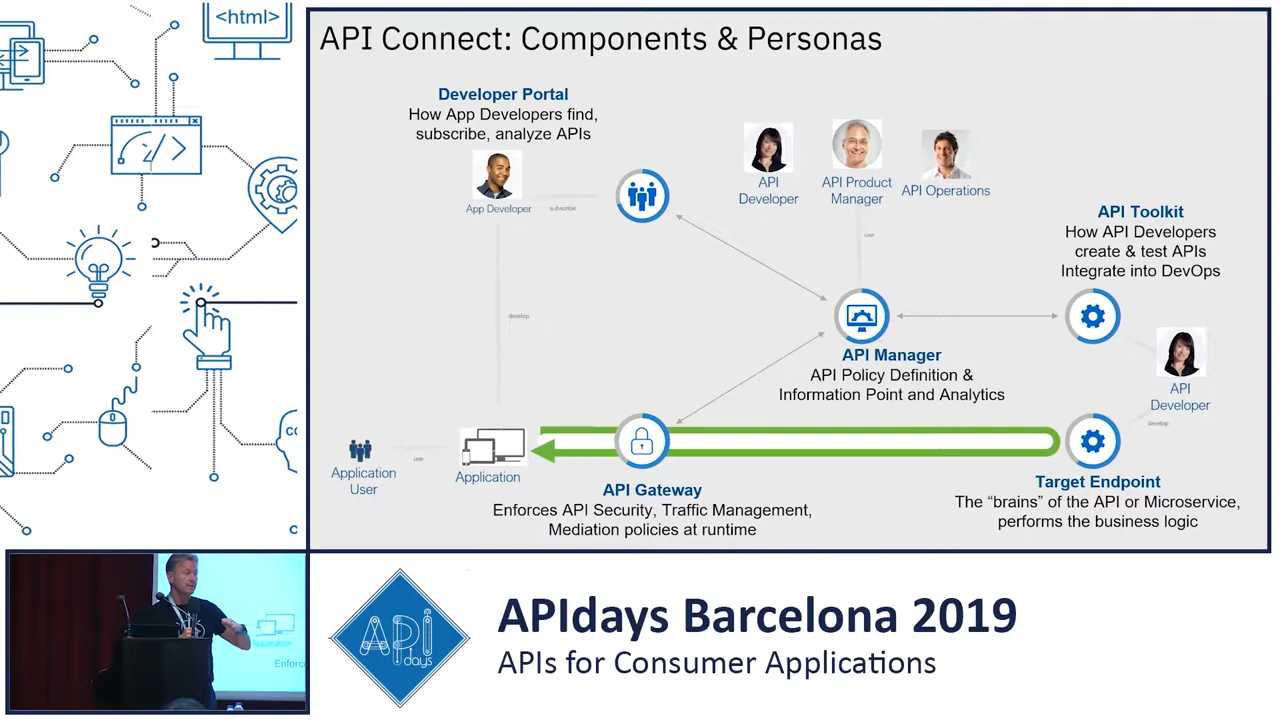 <html>
API Connect: Components & Personas
Developer Portal
How App Developers find,
subscribe, analyze APIs
App Developer
subscribe
API
Developer
API Product
Manager
API Operations
use
API Toolkit
How API Developers
create & test APIs
Integrate into DevOps
develop
API Manager
API Policy Definition &
Information Point and Analytics
API
Developer
develop
Application
User
use
Application
API Gateway
Enforces API Security, Traffic Management,
Mediation policies at runtime
Target Endpoint
The “brains” of the API or Microservice,
performs the business logic
Application
Enforce
API
days
APIdays Barcelona 2019
APIs for Consumer Applications